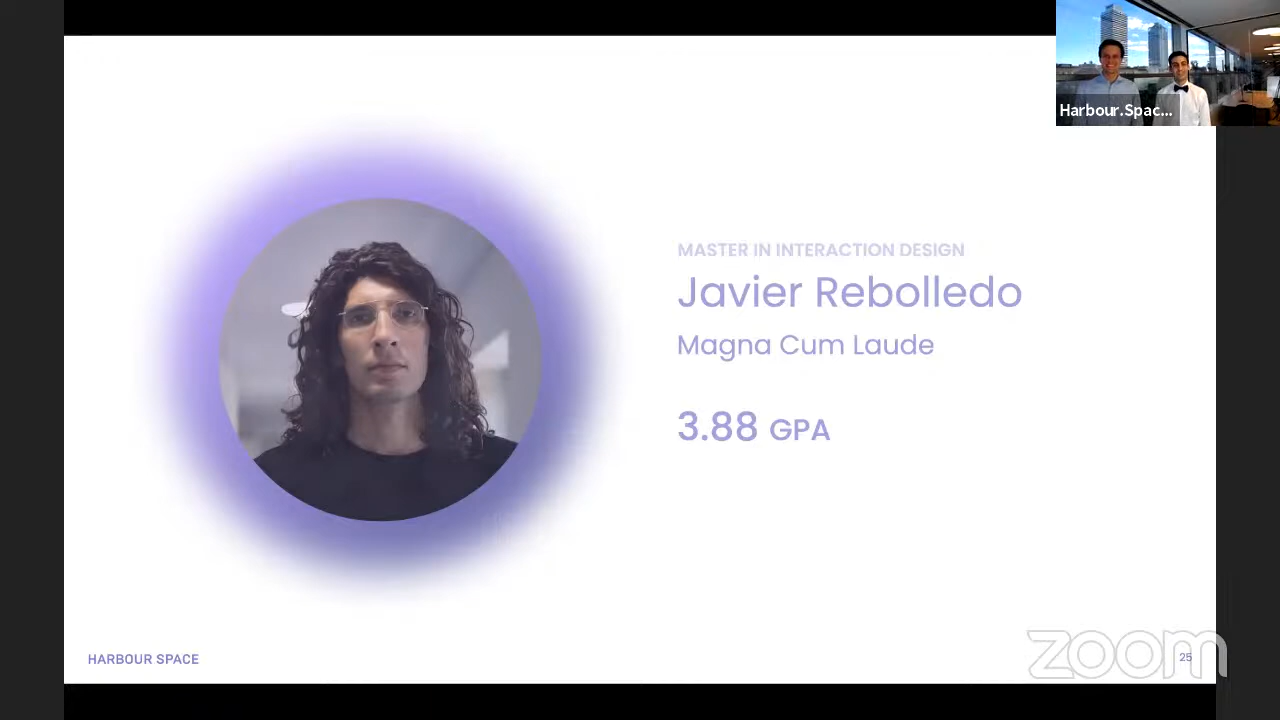 Harbour.Spac...
MASTER IN INTERACTION DESIGN
Javier Rebolledo
Magna Cum Laude
3.88 GPA
HARBOUR SPACE
zoom
25